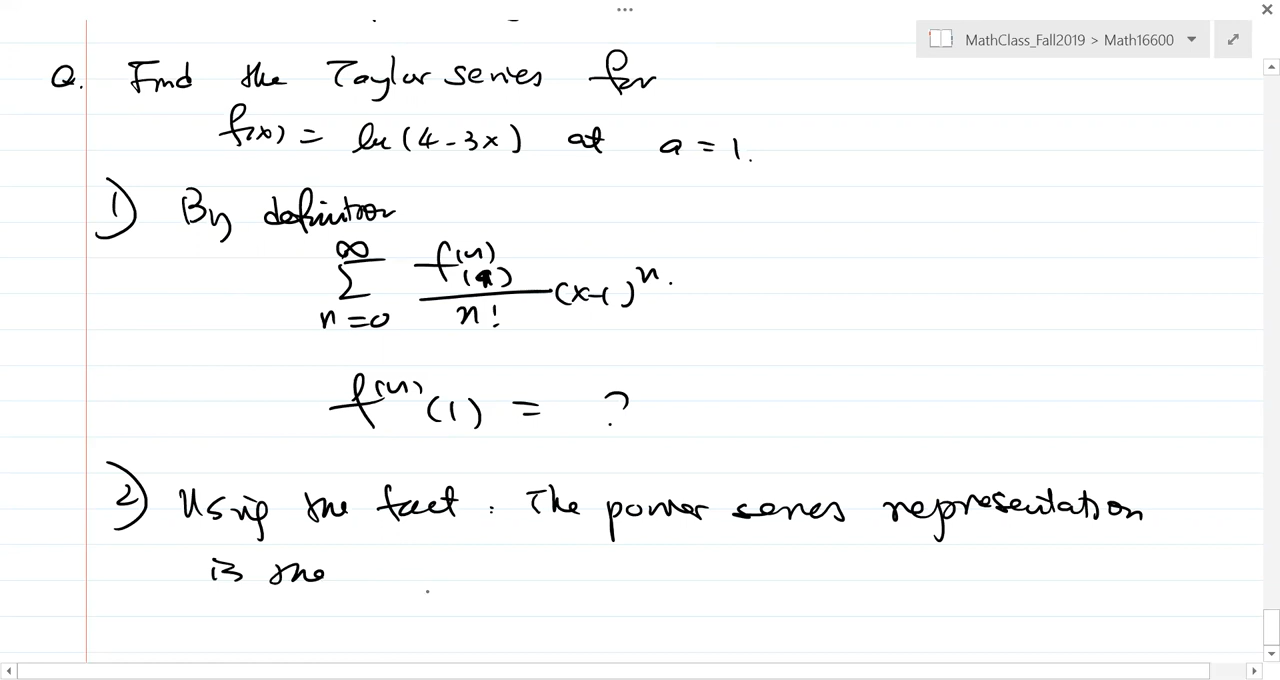 MathClass_Fall2019 > Math16600
Q. Find the Taylor series for
f(x) = ln(4-3x) at a = 1.
1) By definition
∞
∑ f^(n)(1)/n! (x-1)^n.
n=0
f^(n)(1) = ?
2) Using the fact : The power series representation
is the